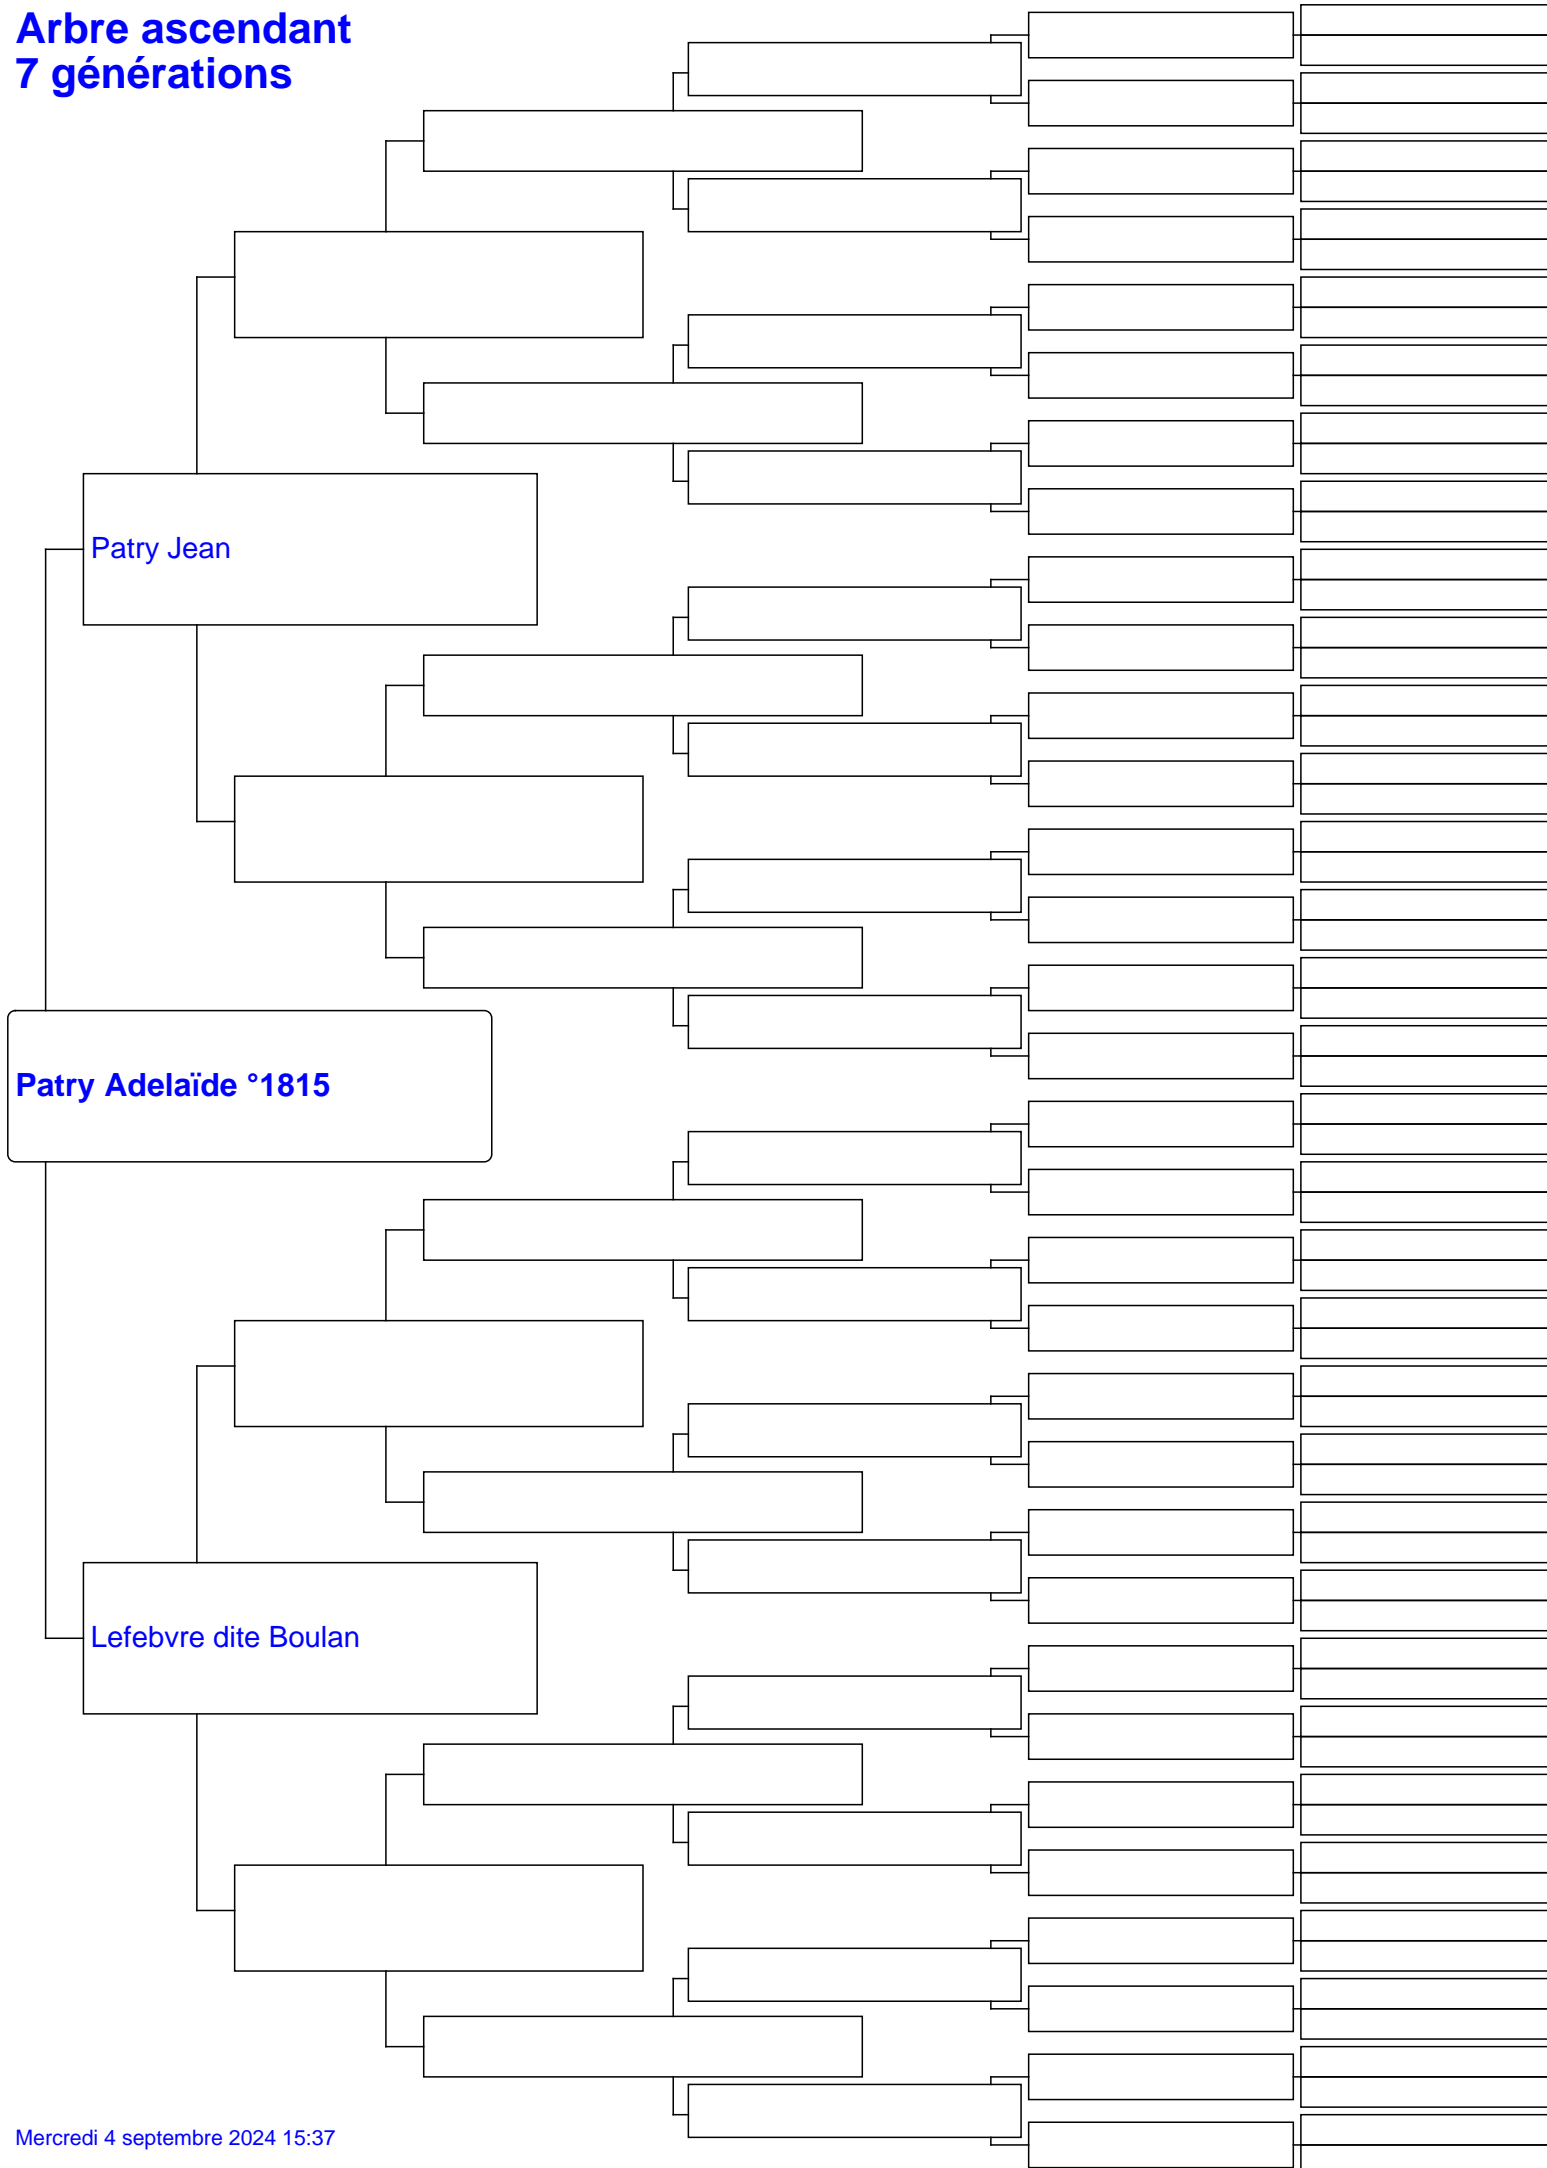 Arbre ascendant
7 générations
Patry Jean
Patry Adelaïde °1815
Lefebvre dite Boulan
Mercredi 4 septembre 2024 15:37